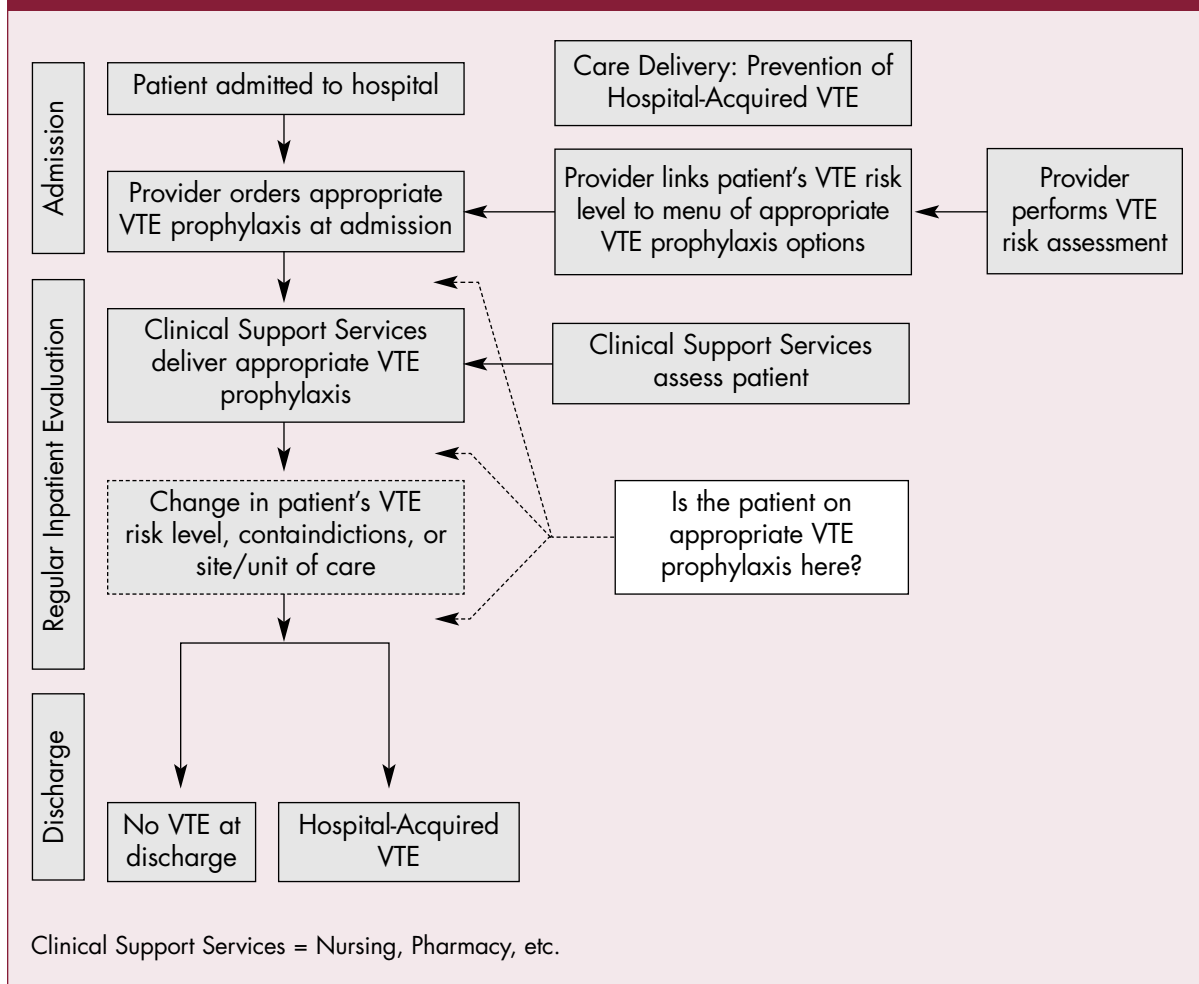 Admission
Patient admitted to hospital
Care Delivery: Prevention of
Hospital-Acquired VTE
Provider orders appropriate
VTE prophylaxis at admission
Provider links patient’s VTE risk
level to menu of appropriate
VTE prophylaxis options
Provider
performs VTE
risk assessment
Regular Inpatient Evaluation
Clinical Support Services
deliver appropriate VTE
prophylaxis
Clinical Support Services
assess patient
Change in patient’s VTE
risk level, containdictions, or
site/unit of care
Is the patient on
appropriate VTE
prophylaxis here?
Discharge
No VTE at
discharge
Hospital-Acquired
VTE
Clinical Support Services = Nursing, Pharmacy, etc.